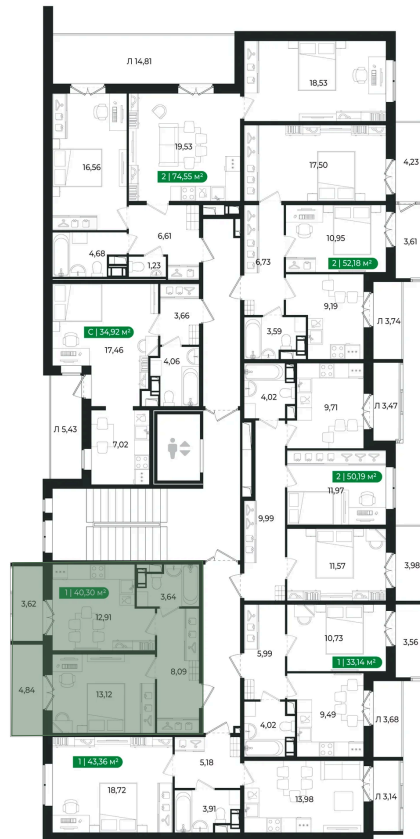 Л 14,81
18,53
16,56
19,53
2 | 74,55 м²
17,50
4,23
6,61
10,95
2 | 52,18 м²
3,61
4,68
1,23
6,73
9,19
3,66
С | 34,92 м²
17,46
3,59
Л 3,74
4,06
4,02
9,71
Л 3,47
Л 5,43
7,02
2 | 50,19 м²
11,97
9,99
11,57
3,98
1 | 40,30 м²
3,62
12,91
3,64
10,73
3,56
5,99
1 | 33,14 м²
4,84
13,12
8,09
4,02
9,49
Л 3,68
1 | 43,36 м²
5,18
18,72
3,91
13,98
Л 3,14